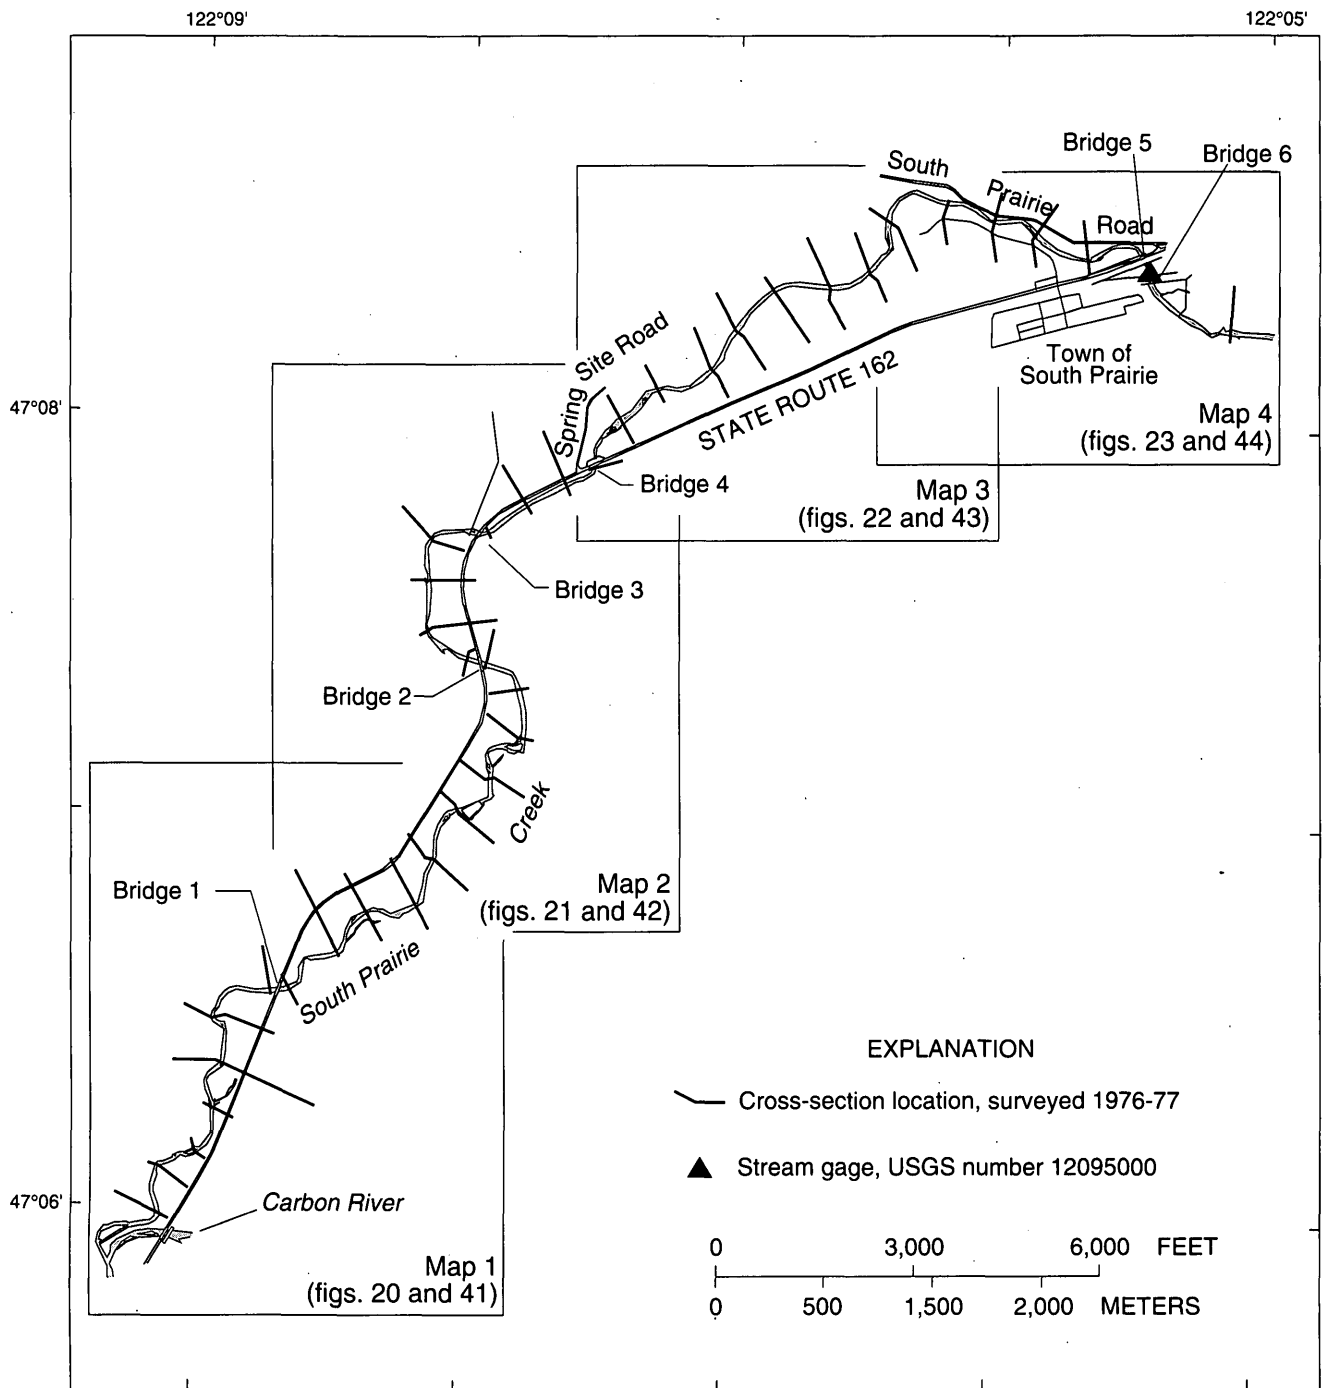 122°09'
122°05'
Bridge 5
Bridge 6
South
Prairie
Road
Spring Site Road
Town of
South Prairie
STATE ROUTE 162
47°08'
Map 4
(figs. 23 and 44)
Bridge 4
Map 3
(figs. 22 and 43)
Bridge 3
Bridge 2
Creek
Bridge 1
Map 2
(figs. 21 and 42)
South Prairie
EXPLANATION
Cross-section location, surveyed 1976-77
Stream gage, USGS number 12095000
47°06'
Carbon River
0 3,000 6,000 FEET
Map 1
(figs. 20 and 41)
0 500 1,500 2,000 METERS